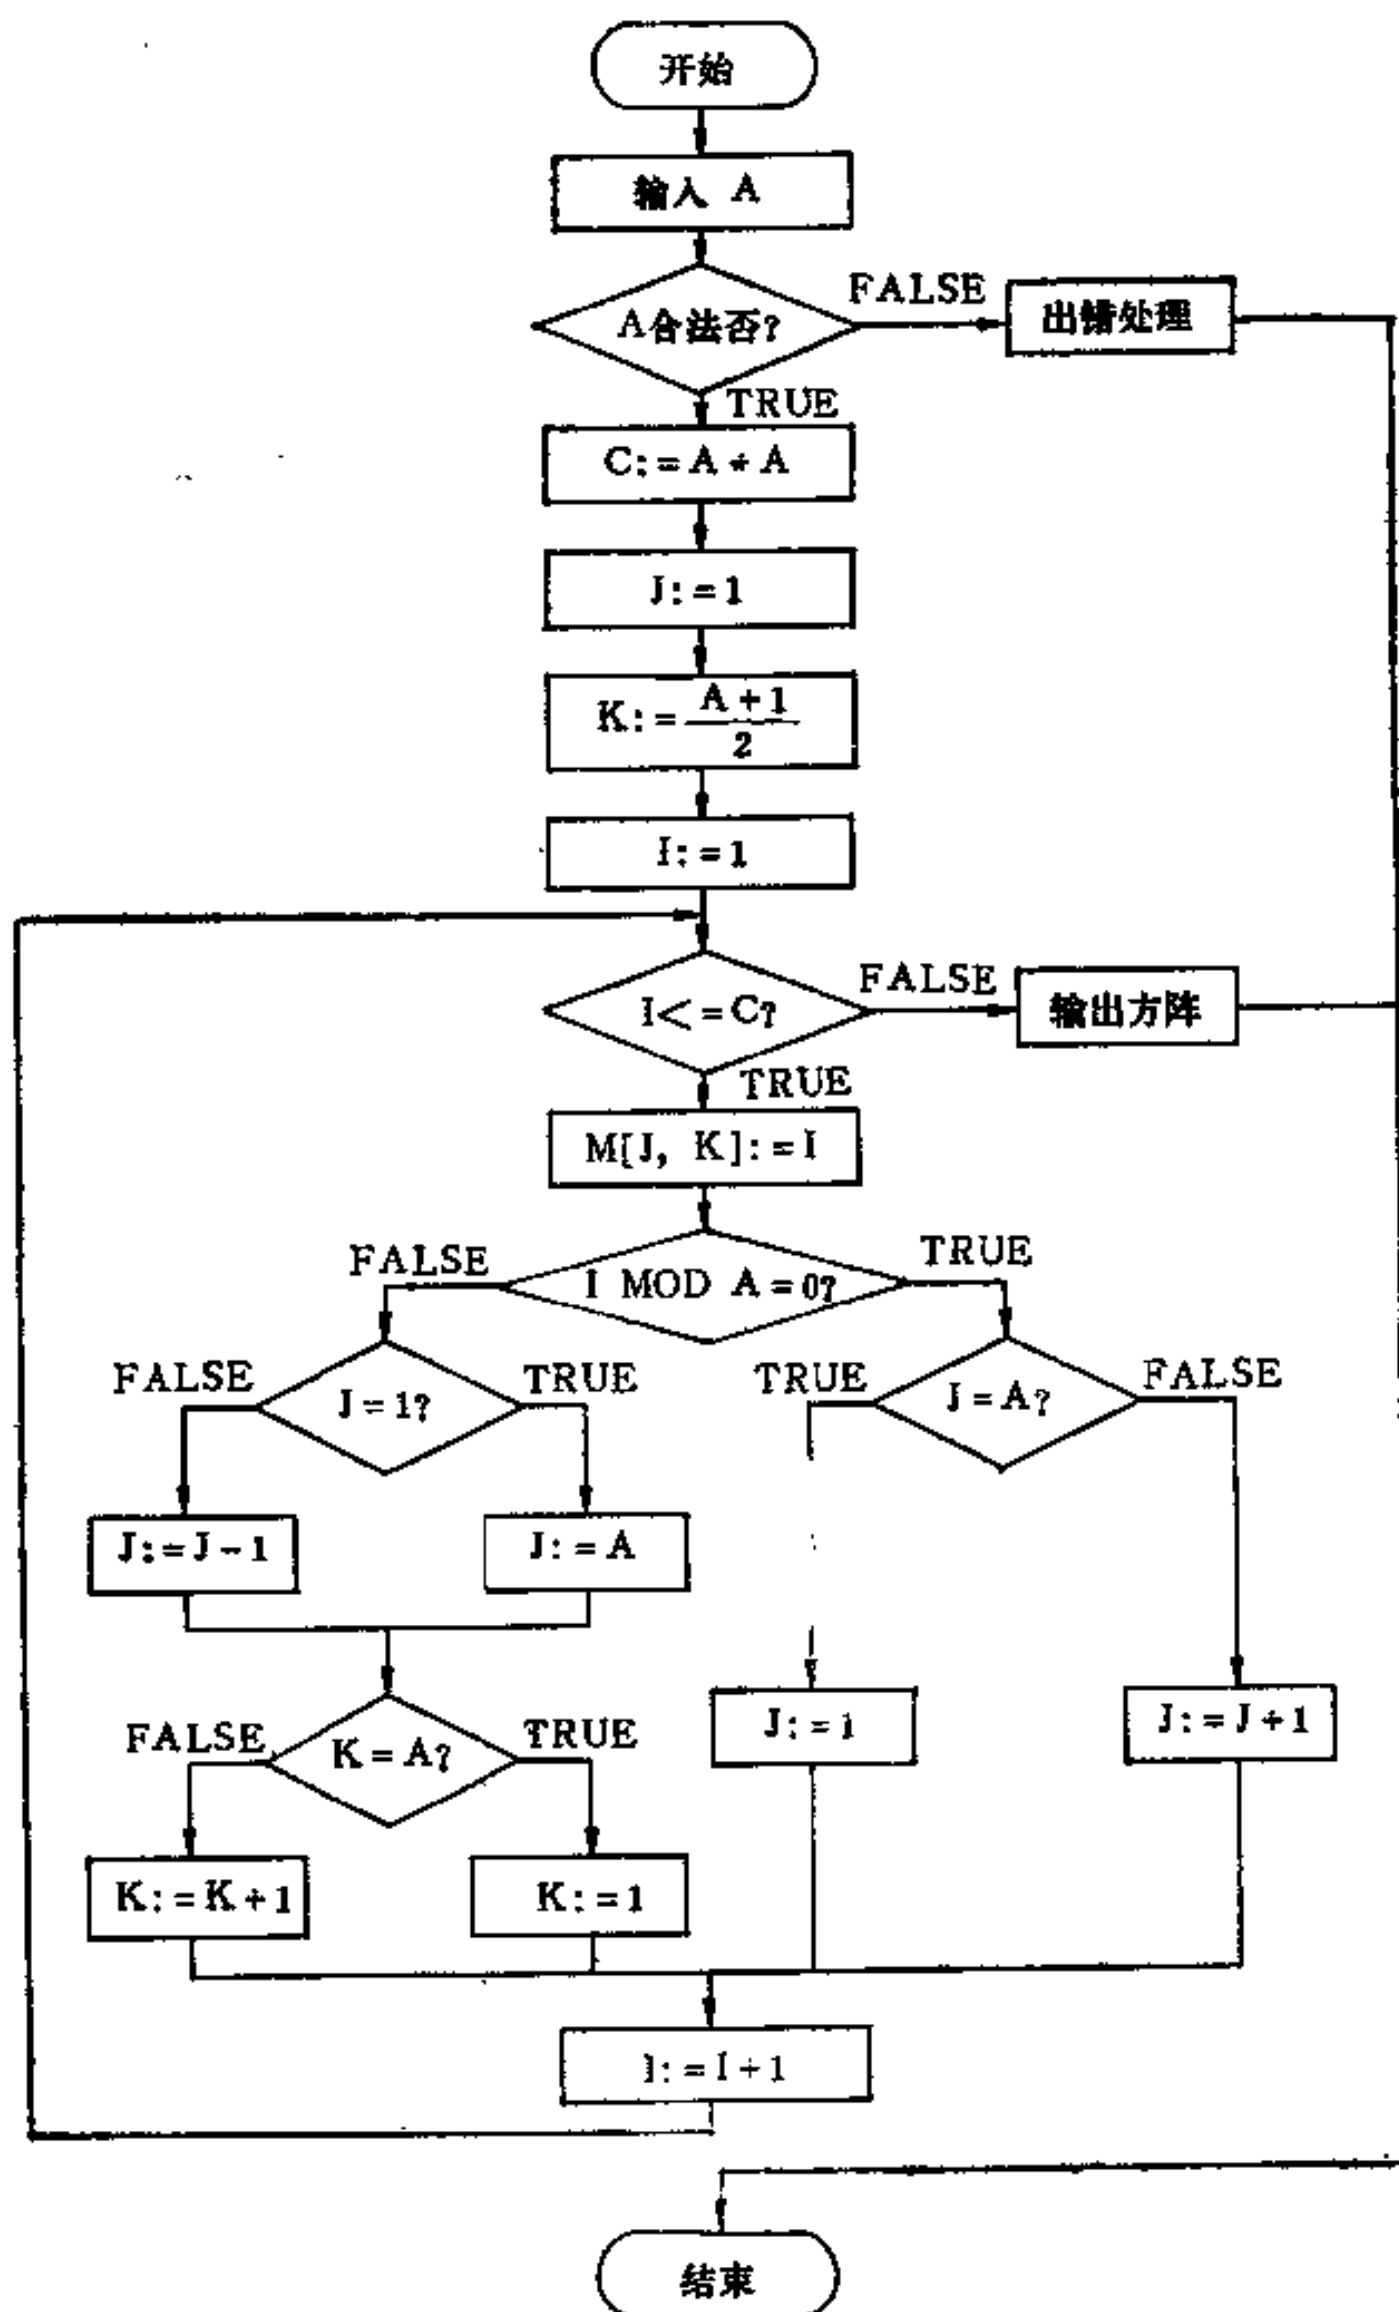 开始
输入 A
A合法否?
FALSE
出错处理
TRUE
C:=A*A
J:=1
K:=\frac{A+1}{2}
I:=1
I<=C?
FALSE
输出方阵
TRUE
M[J, K]:=I
FALSE
I MOD A=0?
TRUE
FALSE
J=1?
TRUE
TRUE
J=A?
FALSE
J:=J-1
J:=A
FALSE
K=A?
TRUE
J:=1
J:=J+1
K:=K+1
K:=1
I:=I+1
结束